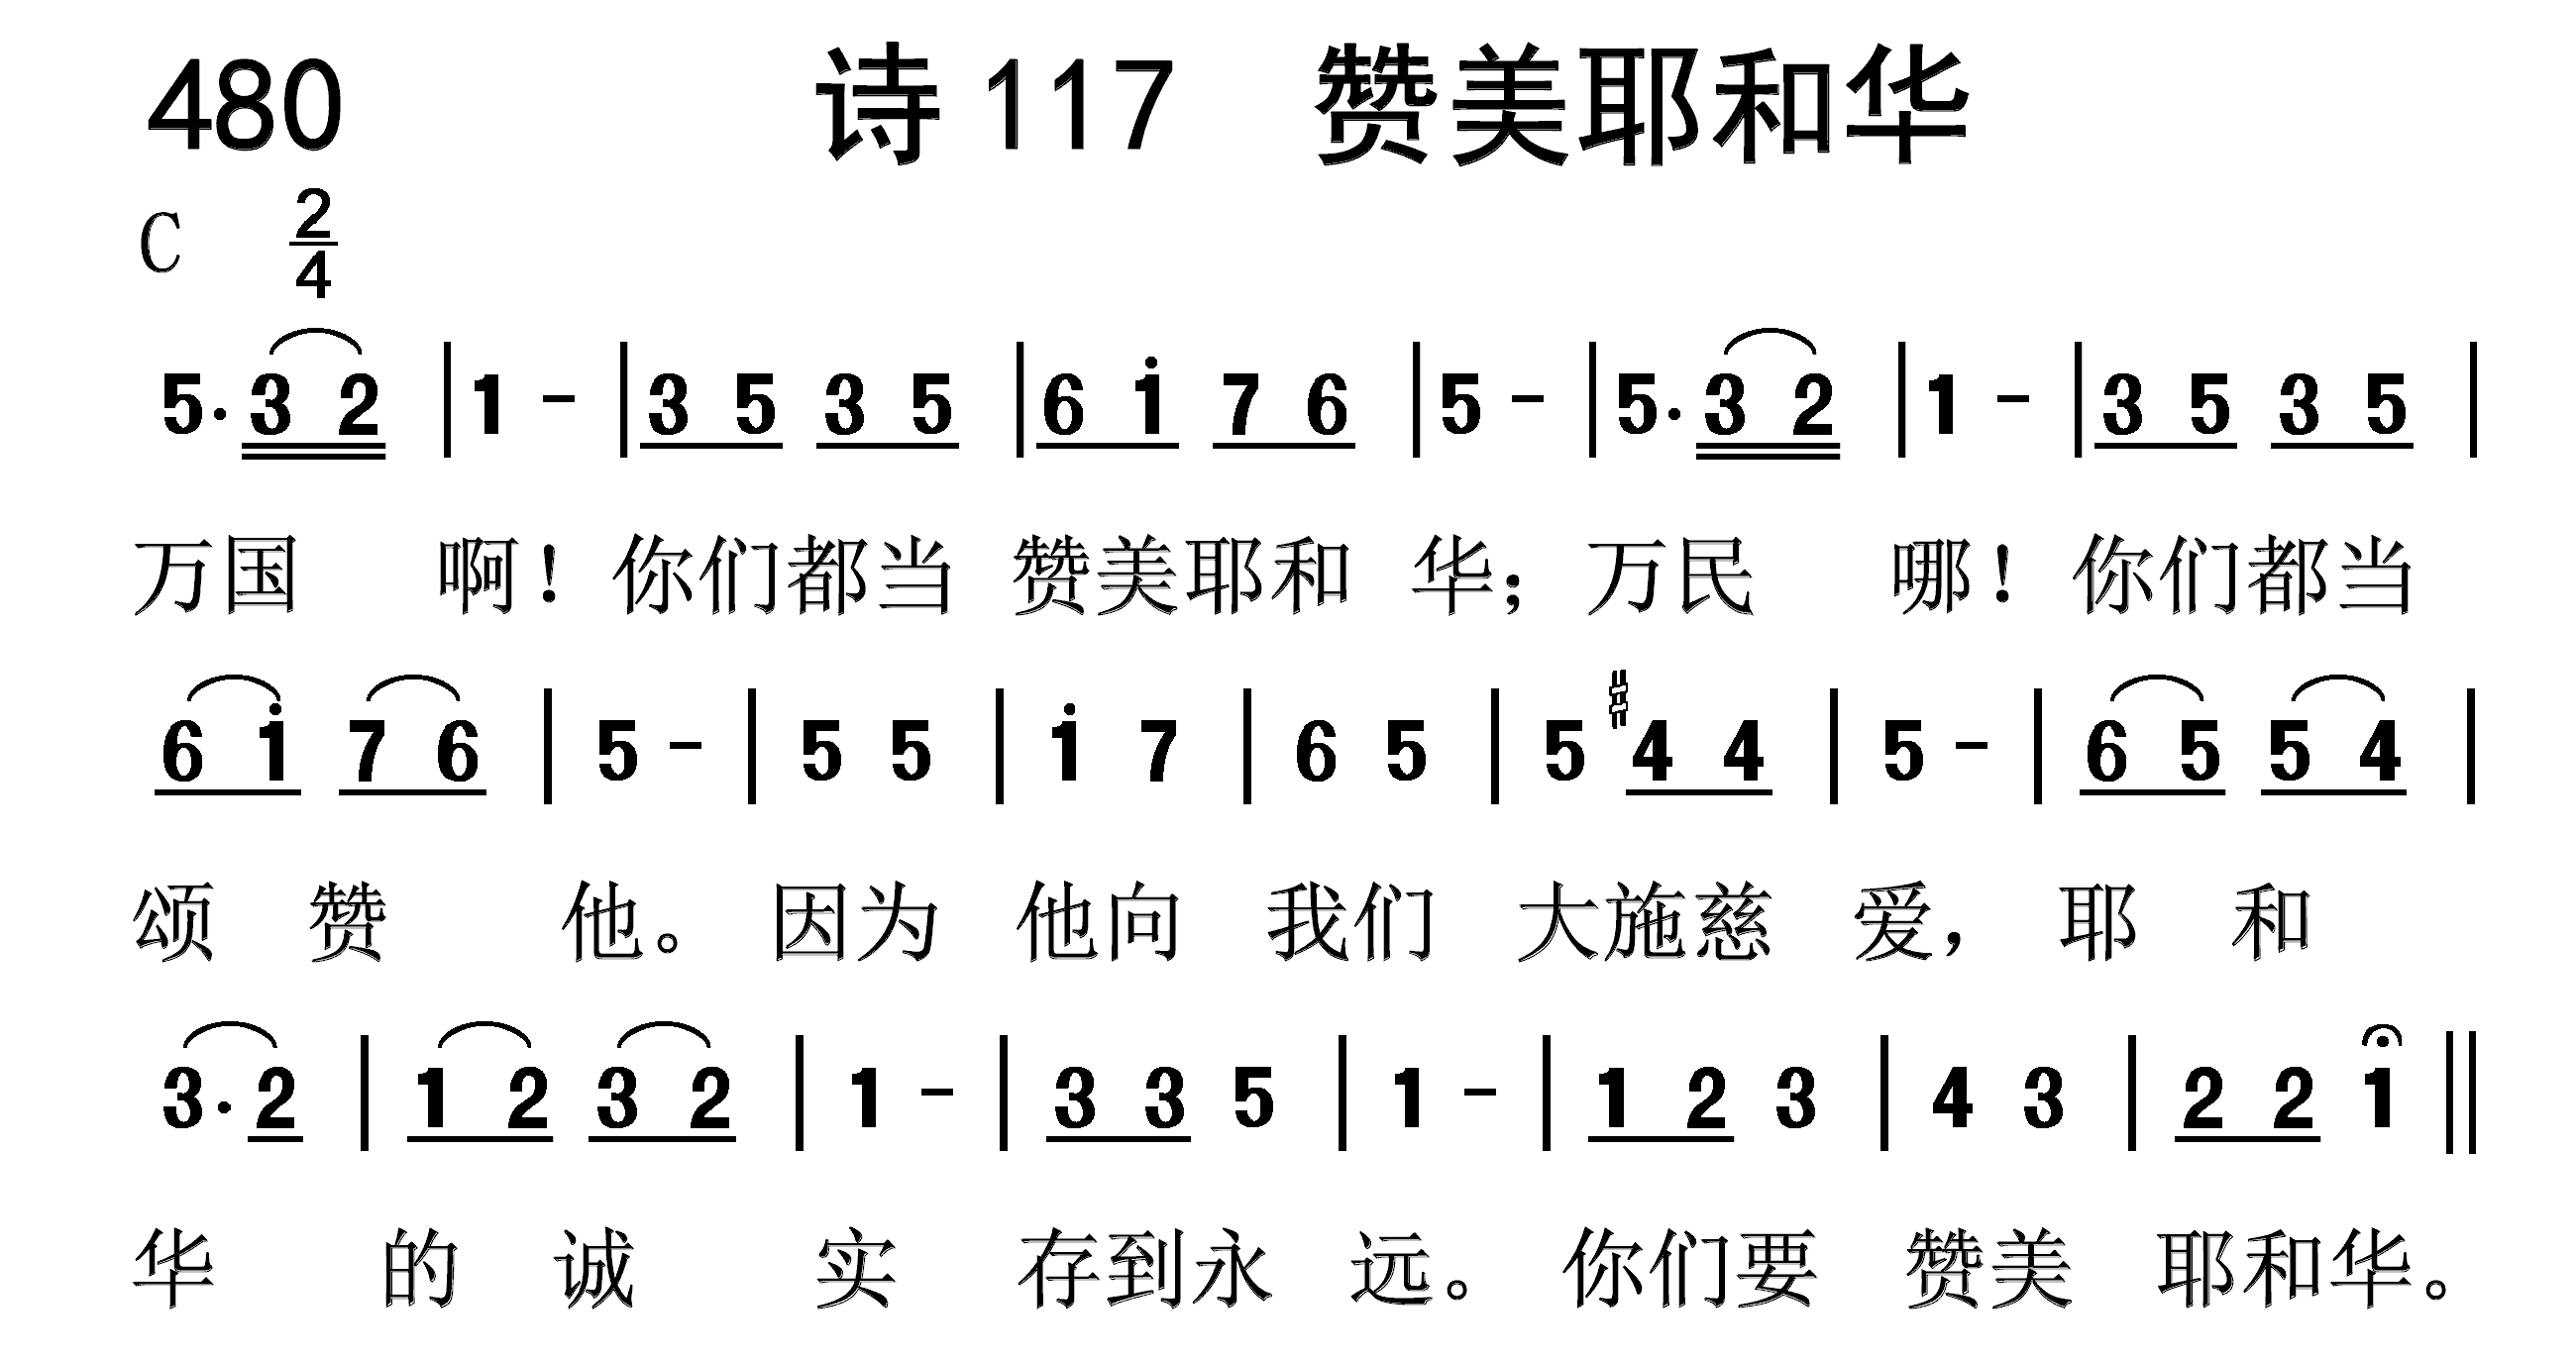 480 诗 117 赞美耶和华
C 2/4
5. 3 2 | 1 - | 3 5 3 5 | 6 i 7 6 | 5 - | 5. 3 2 | 1 - | 3 5 3 5 |
万国 啊！ 你们都当 赞美耶和 华；万民 哪！ 你们都当
6 i 7 6 | 5 - | 5 5 | i 7 | 6 5 | 5 #4 4 | 5 - | 6 5 5 4 |
颂 赞 他。 因为 他向 我们 大施慈 爱， 耶 和
3. 2 | 1 2 3 2 | 1 - | 3 3 5 | 1 - | 1 2 3 | 4 3 | 2 2 1 ||
华 的 诚 实 存到永 远。 你们要 赞美 耶和华。